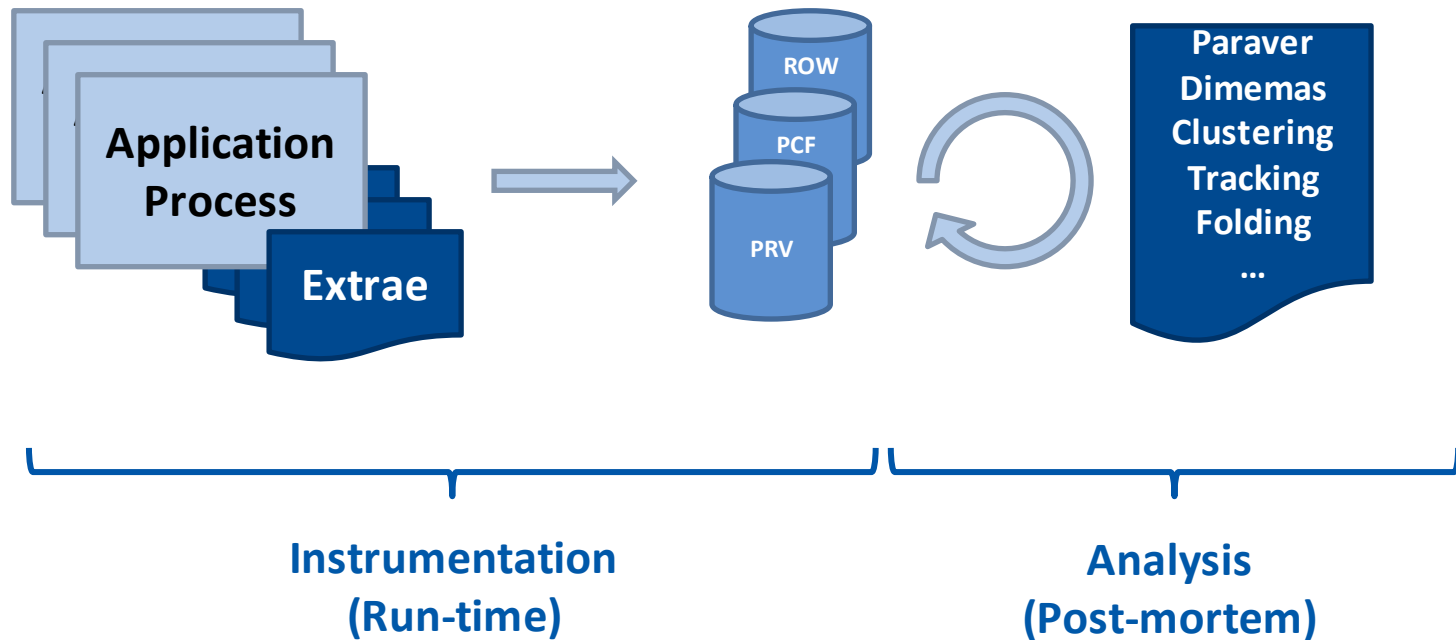 Application
Process
Extrae
ROW
PCF
PRV
Paraver
Dimemas
Clustering
Tracking
Folding
...
Instrumentation
(Run-time)
Analysis
(Post-mortem)